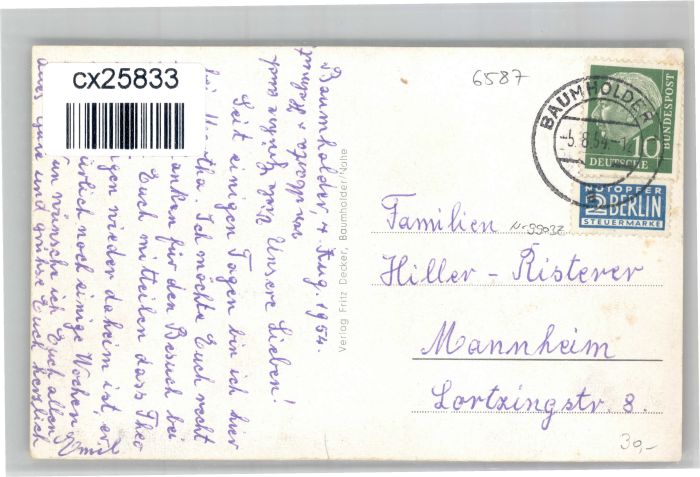 cx25833
6587
Baumholder, 4. Aug. 1954.
Unsere Lieben!
Seit einigen Tagen bin ich hier
Ich möchte Euch recht
für den Besuch bei
Euch mitteilen dass Theo
wieder daheim ist, er
noch einige Wochen
wünsche ich Euch allen
alles gute und grüsse Euch herzlich
Emil
Verlag Fritz Decker, Baumholder/Nahe
BAUMHOLDER
-5.8.54
10
DEUTSCHE
BUNDESPOST
NOTOPFER
2 BERLIN
STEUERMARKE
Familien
Hiller - Risterer
Mannheim
Lortzingstr. 8.
30,-